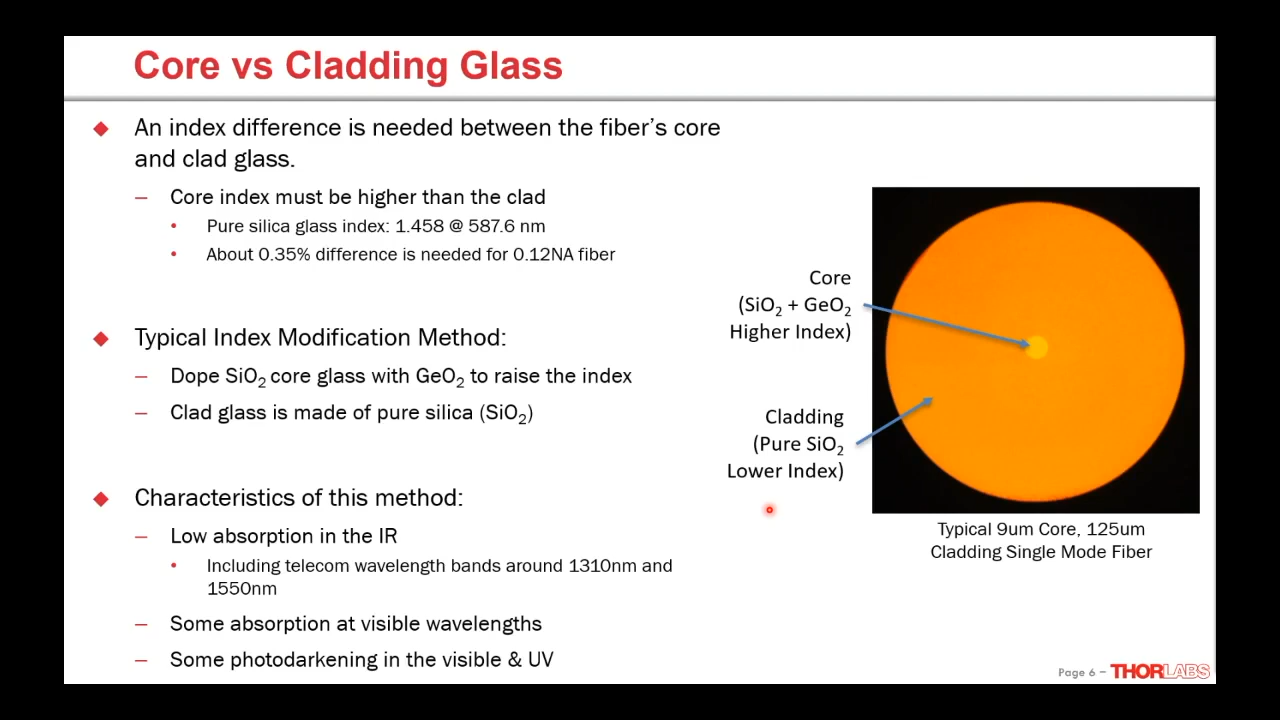 Core vs Cladding Glass
An index difference is needed between the fiber's core
and clad glass.
– Core index must be higher than the clad
• Pure silica glass index: 1.458 @ 587.6 nm
• About 0.35% difference is needed for 0.12NA fiber
Typical Index Modification Method:
– Dope SiO₂ core glass with GeO₂ to raise the index
– Clad glass is made of pure silica (SiO₂)
Characteristics of this method:
– Low absorption in the IR
• Including telecom wavelength bands around 1310nm and
1550nm
– Some absorption at visible wavelengths
– Some photodarkening in the visible & UV
Core
(SiO₂ + GeO₂
Higher Index)
Cladding
(Pure SiO₂
Lower Index)
Typical 9um Core, 125um
Cladding Single Mode Fiber
Page 6 – THORLABS